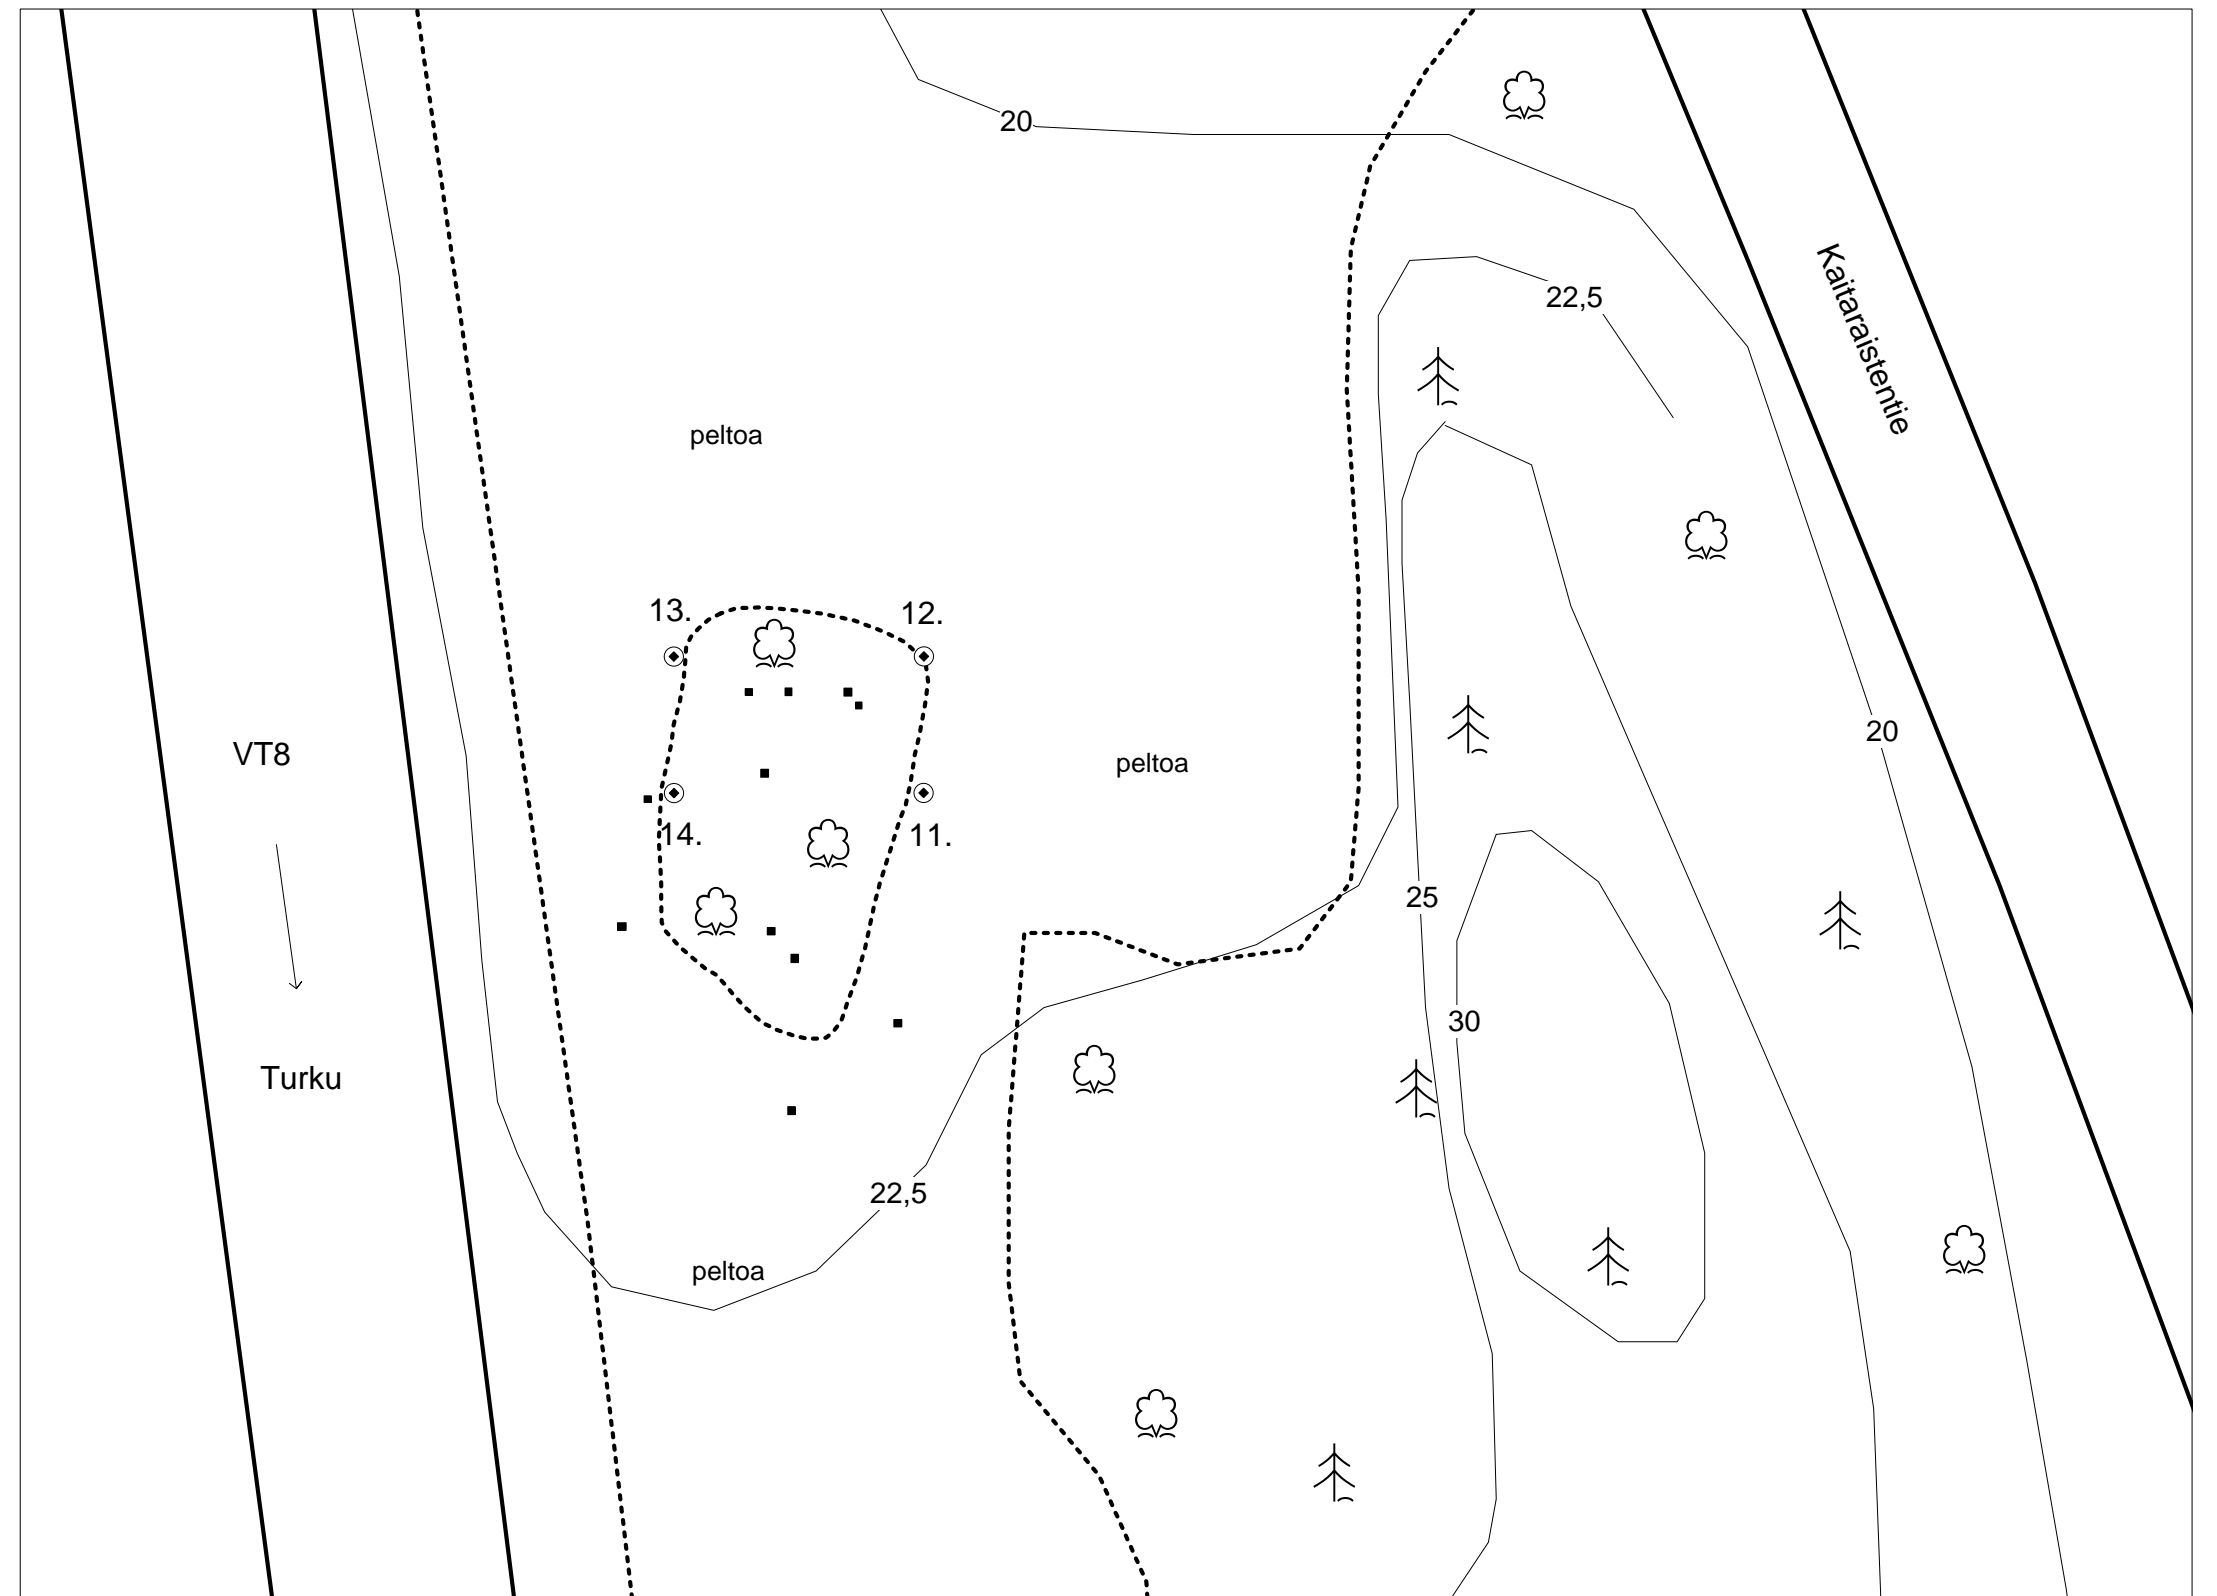 20
22,5
Kaitaraistentie
peltoa
13.
12.
20
VT8
peltoa
14.
11.
25
30
Turku
22,5
peltoa